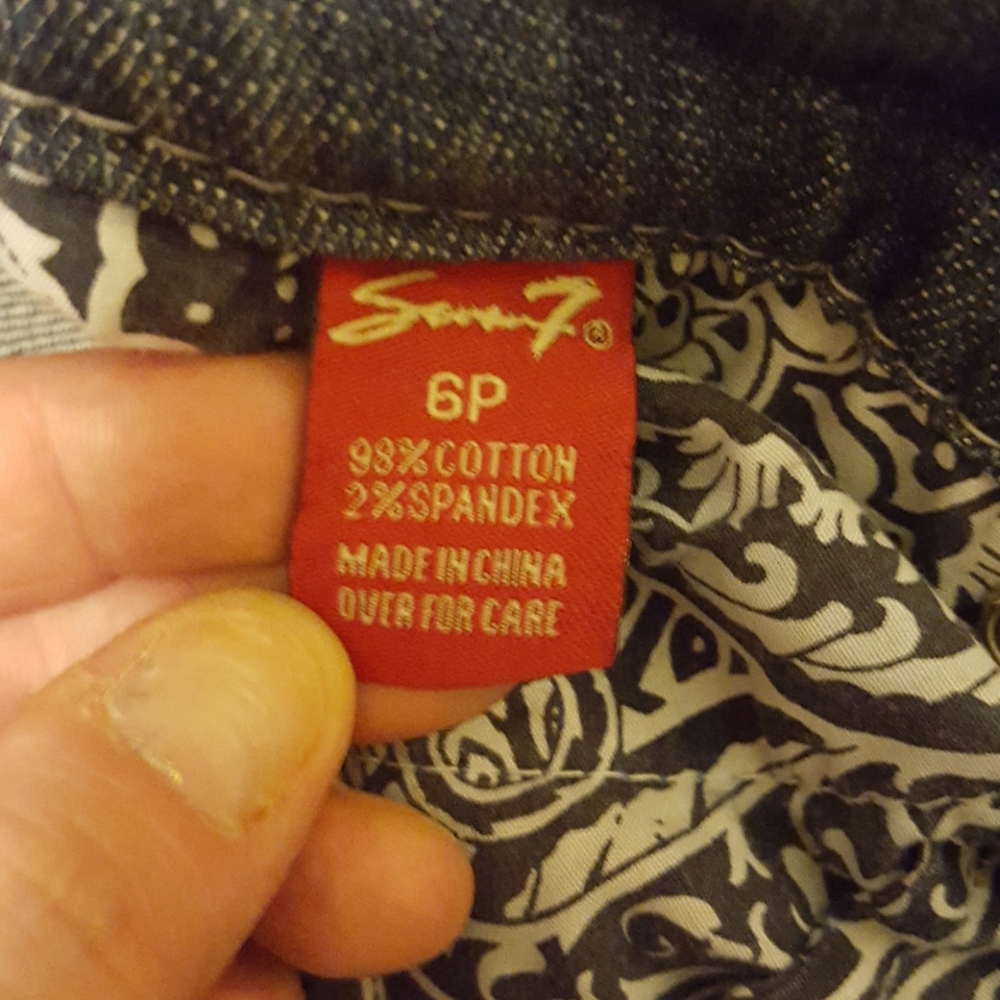 Seven7®
6P
98% COTTON
2% SPANDEX
MADE IN CHINA
OVER FOR CARE